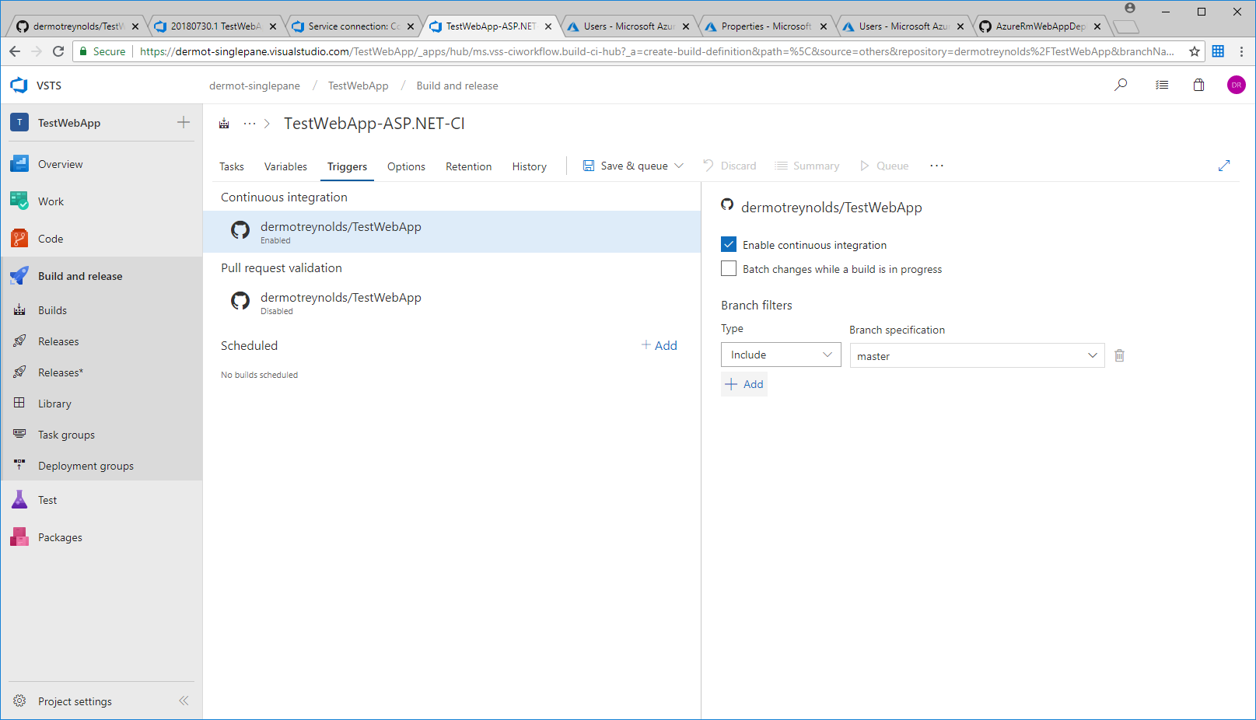 dermotreynolds/TestW
20180730.1 TestWebA
Service connection: Co
TestWebApp-ASP.NET
Users - Microsoft Azur
Properties - Microsoft
Users - Microsoft Azur
AzureRmWebAppDep
Secure
https://dermot-singlepane.visualstudio.com/TestWebApp/_apps/hub/ms.vss-ciworkflow.build-ci-hub?_a=create-build-definition&path=%5C&source=others&repository=dermotreynolds%2FTestWebApp&branchNa...
VSTS
dermot-singlepane / TestWebApp / Build and release
DR
T TestWebApp
... > TestWebApp-ASP.NET-CI
Tasks Variables Triggers Options Retention History Save & queue Discard Summary Queue ...
Overview
Work
Code
Build and release
Builds
Releases
Releases*
Library
Task groups
Deployment groups
Test
Packages
Project settings
Continuous integration
dermotreynolds/TestWebApp
Enabled
Pull request validation
dermotreynolds/TestWebApp
Disabled
Scheduled
+ Add
No builds scheduled
dermotreynolds/TestWebApp
Enable continuous integration
Batch changes while a build is in progress
Branch filters
Type Branch specification
Include master
+ Add